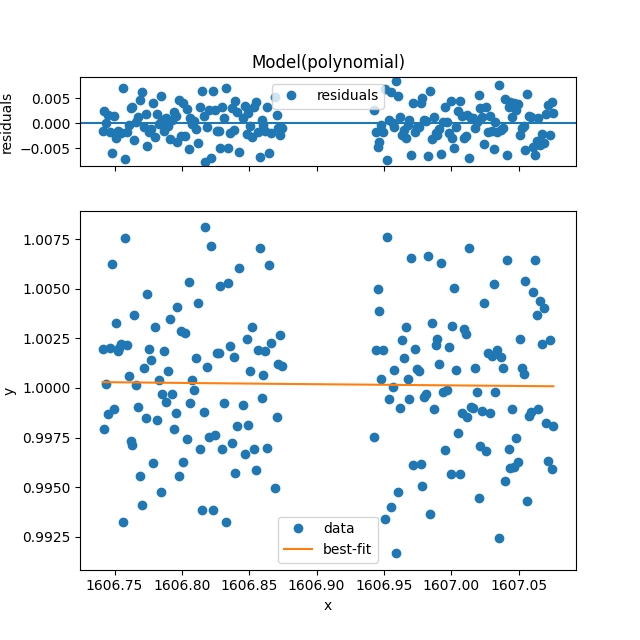 Model(polynomial)
residuals
0.005
0.000
−0.005
residuals
y
1.0075
1.0050
1.0025
1.0000
0.9975
0.9950
0.9925
data
best-fit
1606.75 1606.80 1606.85 1606.90 1606.95 1607.00 1607.05
x